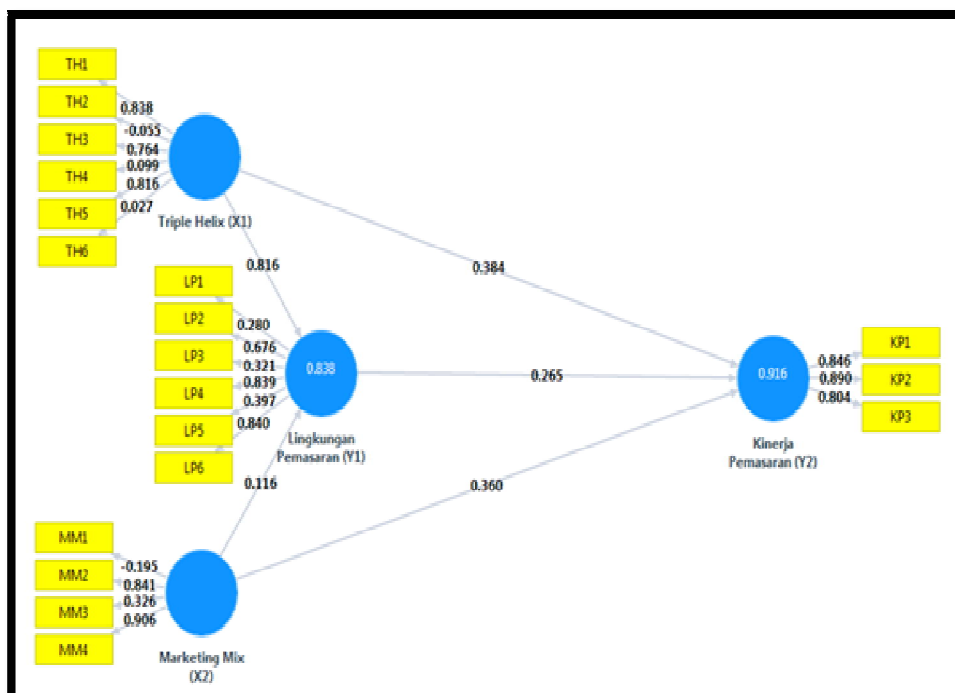 TH1
TH2
TH3
TH4
TH5
TH6
0.838
-0.055
0.764
0.099
0.816
0.027
Triple Helix (X1)
0.816
0.384
LP1
LP2
LP3
LP4
LP5
LP6
0.280
0.676
0.321
0.839
0.397
0.840
0.838
Lingkungan
Pemasaran (Y1)
0.265
0.916
0.846
0.890
0.804
KP1
KP2
KP3
Kinerja
Pemasaran (Y2)
0.116
0.360
MM1
MM2
MM3
MM4
-0.195
0.841
0.326
0.906
Marketing Mix
(X2)